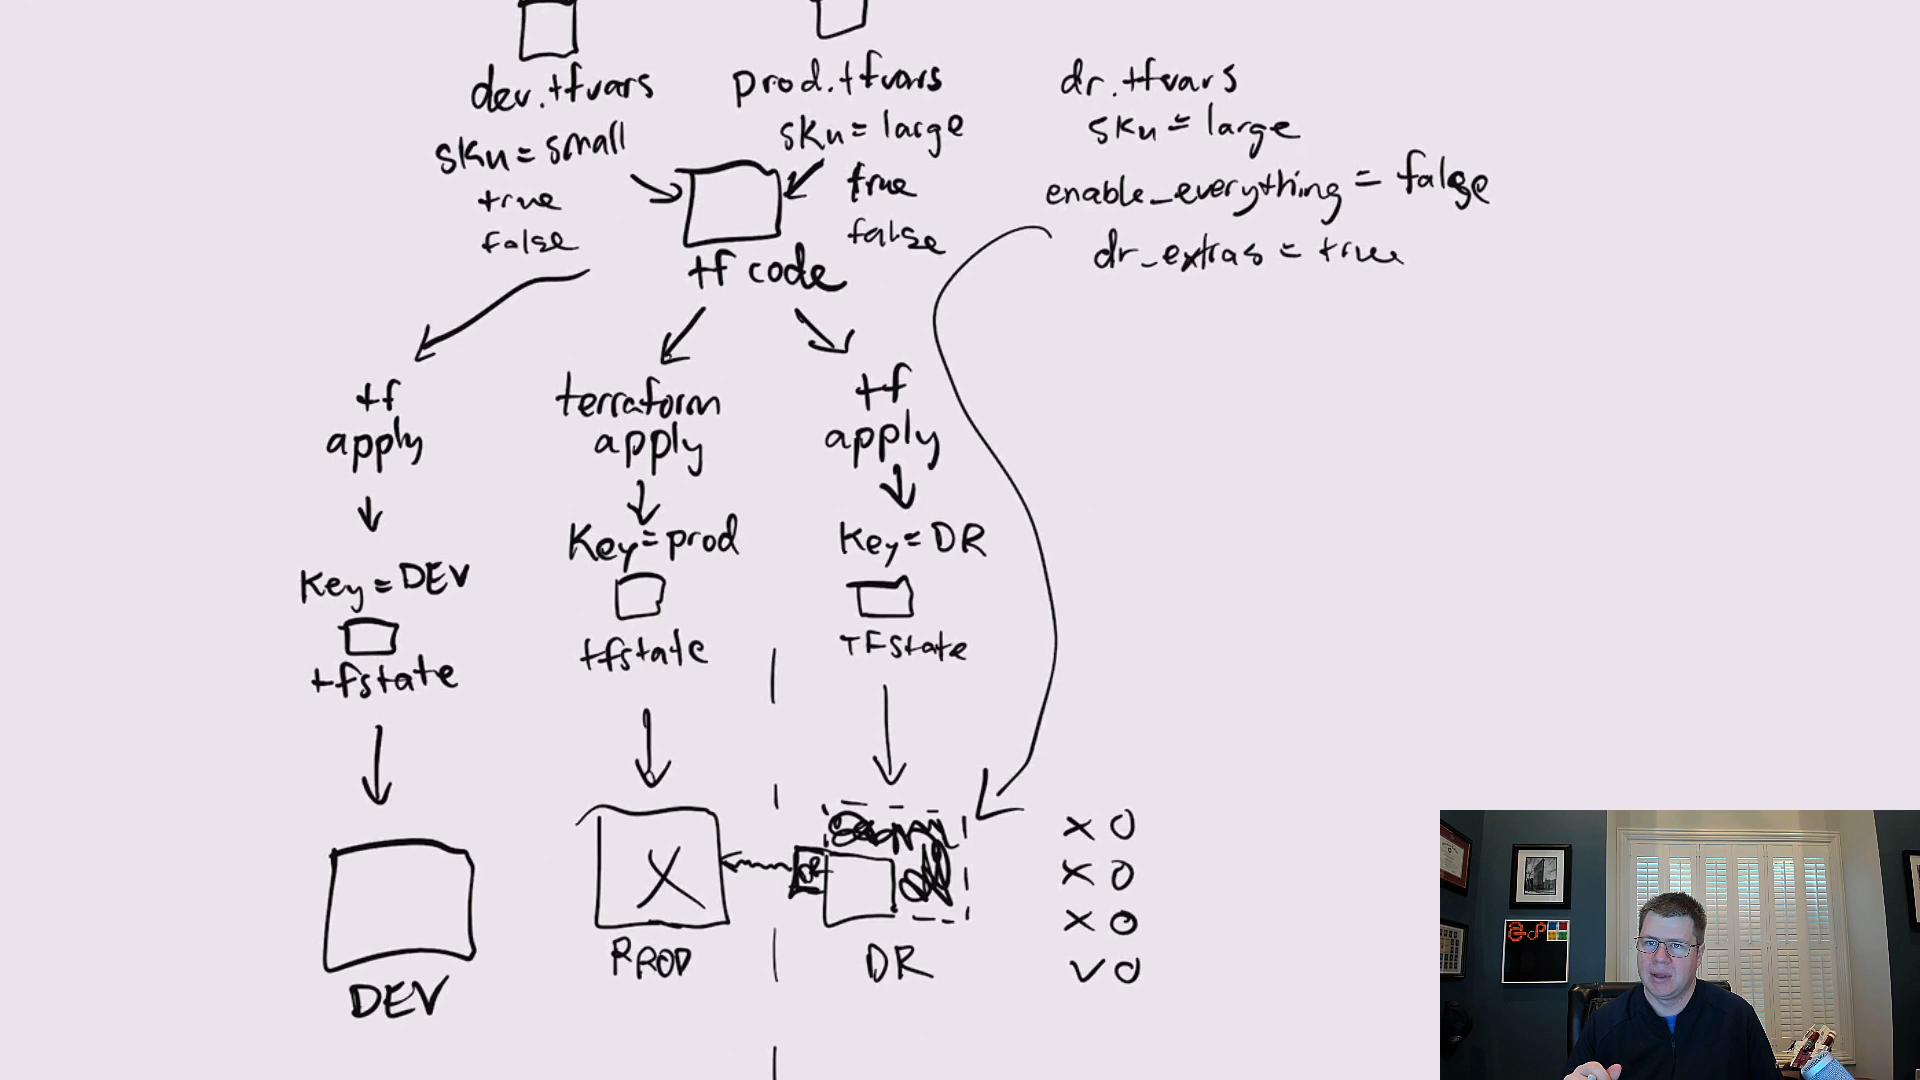 dev.tfvars
sku = small
true
false
prod.tfvars
sku = large
true
false
tf code
dr.tfvars
sku = large
enable_everything = false
dr_extras = true
tf
apply
Key = DEV
tfstate
DEV
terraform
apply
Key = prod
tfstate
X
PROD
tf
apply
Key = DR
TFState
DR
X O
X O
X O
V O